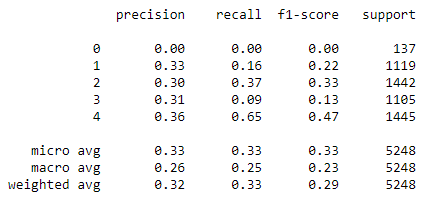 precision recall f1-score support
0 0.00 0.00 0.00 137
1 0.33 0.16 0.22 1119
2 0.30 0.37 0.33 1442
3 0.31 0.09 0.13 1105
4 0.36 0.65 0.47 1445
micro avg 0.33 0.33 0.33 5248
macro avg 0.26 0.25 0.23 5248
weighted avg 0.32 0.33 0.29 5248